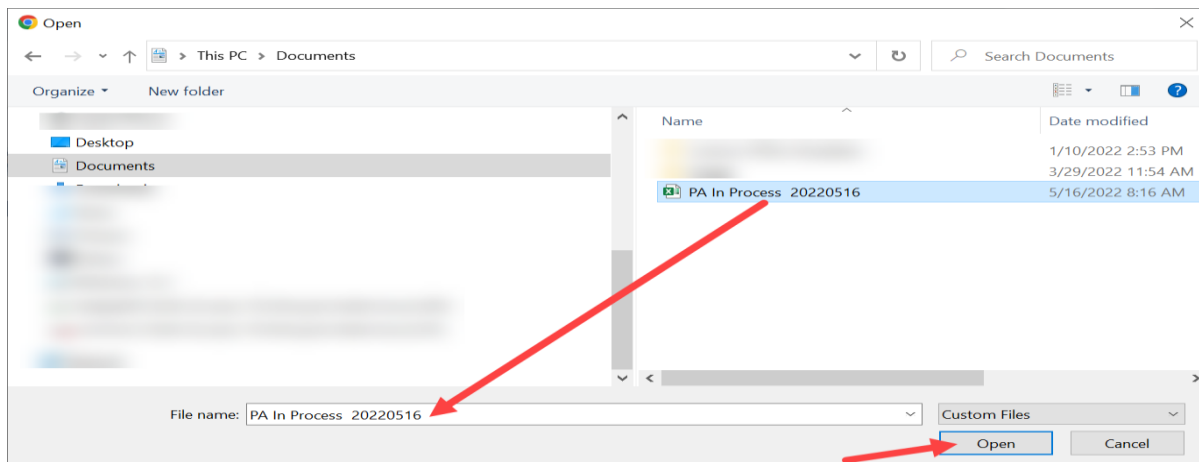 Open
This PC > Documents
Search Documents
Organize
New folder
Name
Date modified
Desktop
Documents
1/10/2022 2:53 PM
3/29/2022 11:54 AM
PA In Process 20220516
5/16/2022 8:16 AM
File name: PA In Process 20220516
Custom Files
Open
Cancel